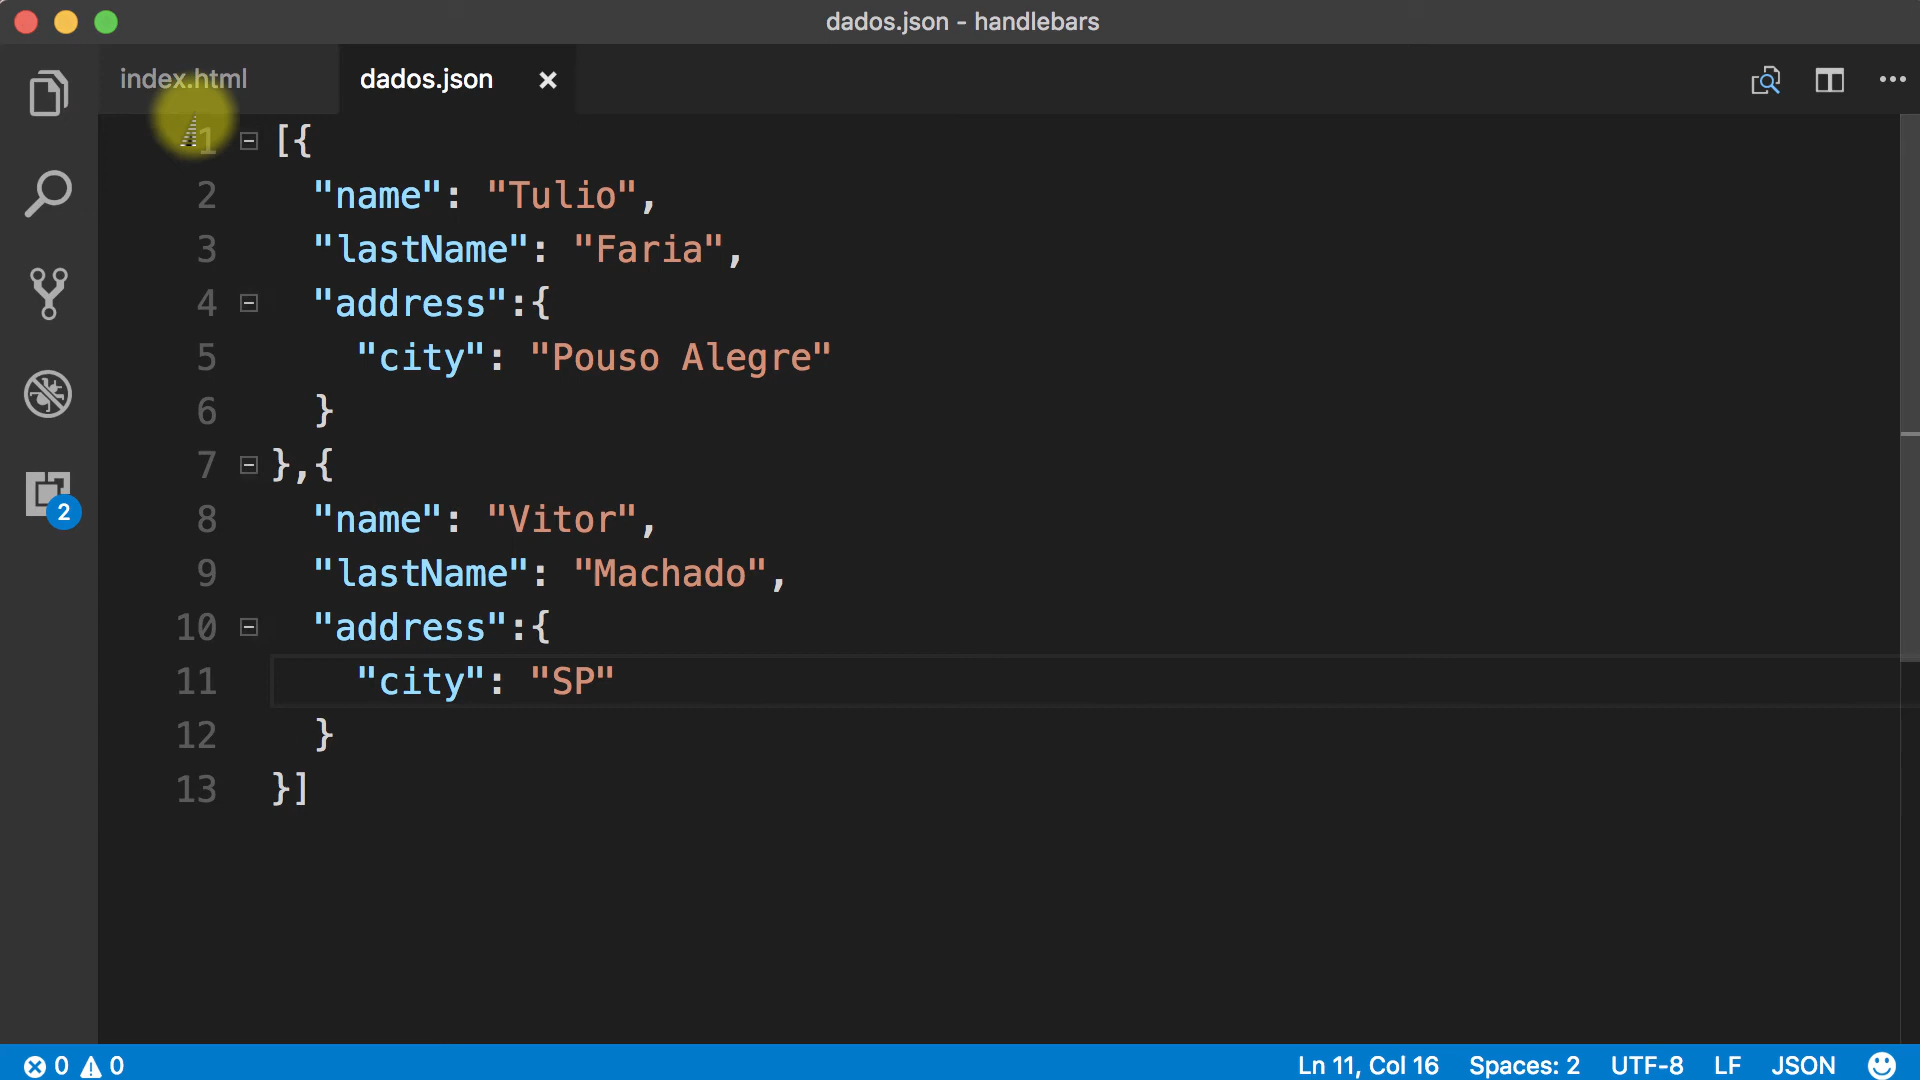 dados.json - handlebars
index.html
dados.json
1 [{
2 "name": "Tulio",
3 "lastName": "Faria",
4 "address":{
5 "city": "Pouso Alegre"
6 }
7 },{
8 "name": "Vitor",
9 "lastName": "Machado",
10 "address":{
11 "city": "SP"
12 }
13 }]
2
0 0 Ln 11, Col 16 Spaces: 2 UTF-8 LF JSON